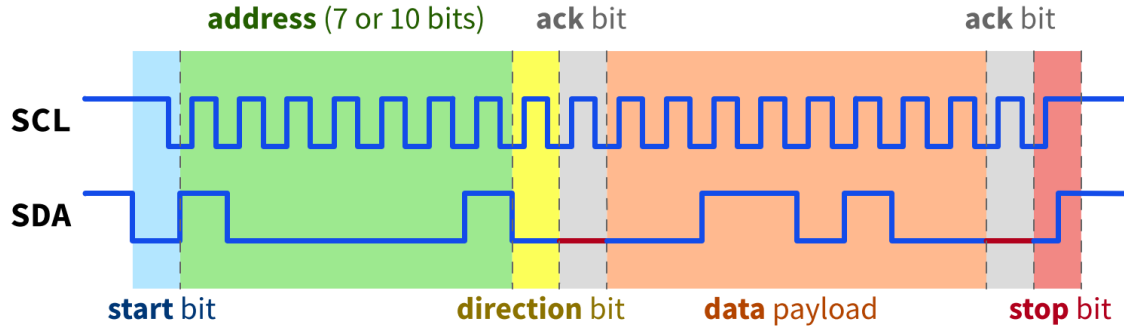 address (7 or 10 bits) ack bit ack bit
SCL
SDA
start bit direction bit data payload stop bit